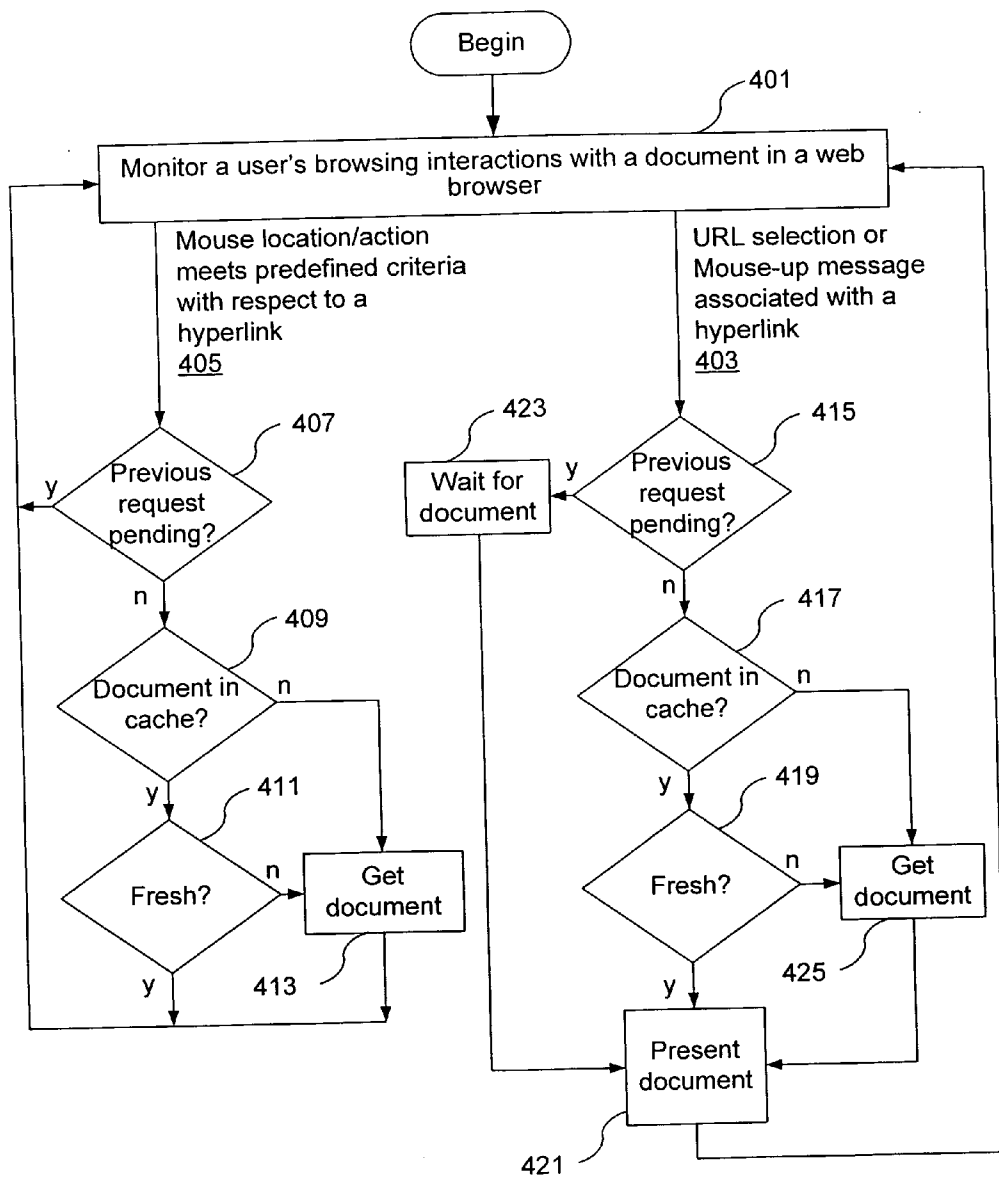 Begin
401
Monitor a user's browsing interactions with a document in a web
browser
Mouse location/action
meets predefined criteria
with respect to a
hyperlink
405
URL selection or
Mouse-up message
associated with a
hyperlink
403
407
Previous
request
pending?
y
n
423
Wait for
document
415
Previous
request
pending?
y
n
409
Document in
cache?
n
y
417
Document in
cache?
n
y
411
Fresh?
n
y
Get
document
413
419
Fresh?
n
y
Get
document
425
Present
document
421